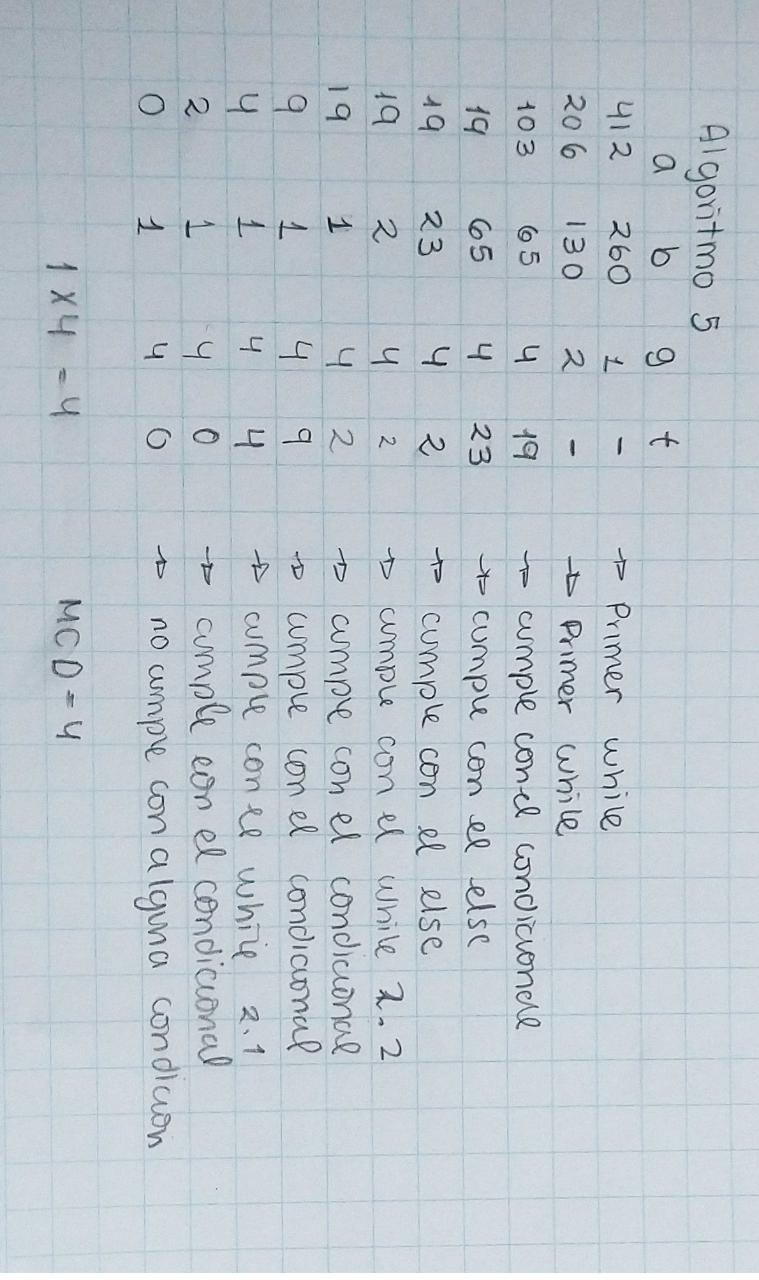 Algoritmo 5
a b g t
412 260 1 - → Primer while
206 130 2 - → Primer while
103 65 4 19 → cumple con el condicionale
19 65 4 23 → cumple con el else
19 23 4 2 → cumple con el else
19 2 4 2 → cumple con el while 2.2
19 1 4 2 → cumple con el condicional
9 1 4 9 → cumple con el condicional
4 1 4 4 → cumple con el while 2.1
2 1 4 0 → cumple con el condicional
0 1 4 0 → no cumple con alguna condicion
1 x 4 = 4 MCD = 4